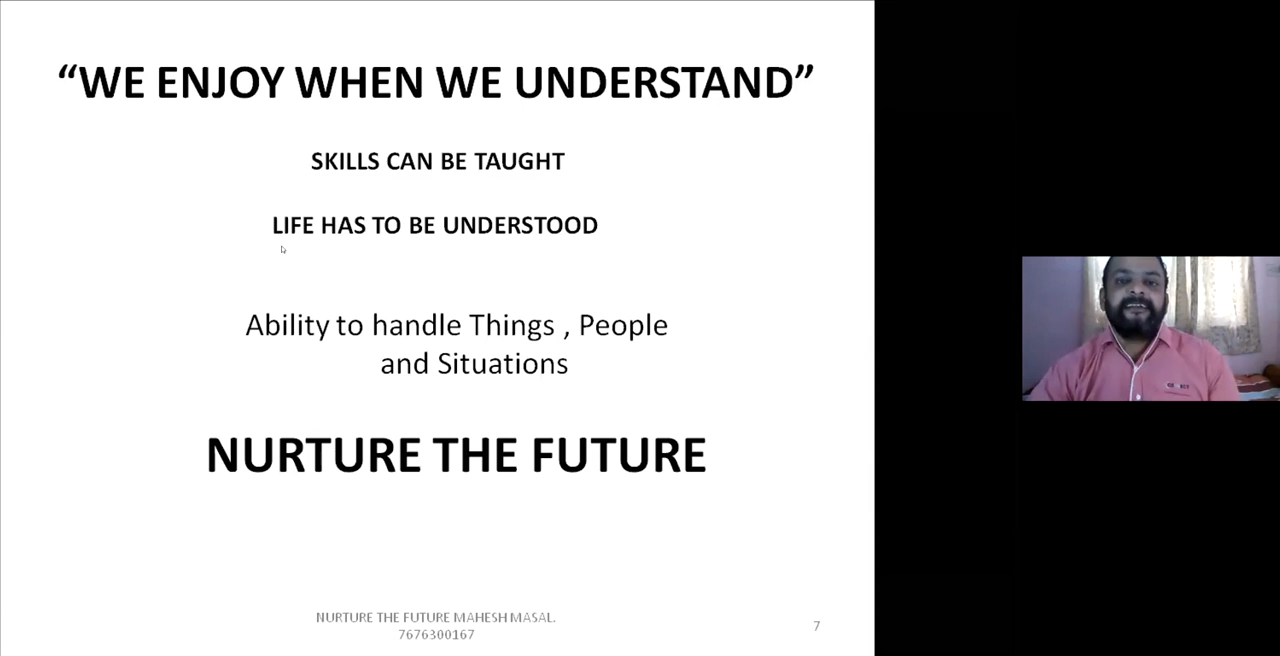 “WE ENJOY WHEN WE UNDERSTAND”
SKILLS CAN BE TAUGHT
LIFE HAS TO BE UNDERSTOOD
Ability to handle Things , People
and Situations
NURTURE THE FUTURE
NURTURE THE FUTURE MAHESH MASAL.
7676300167
7